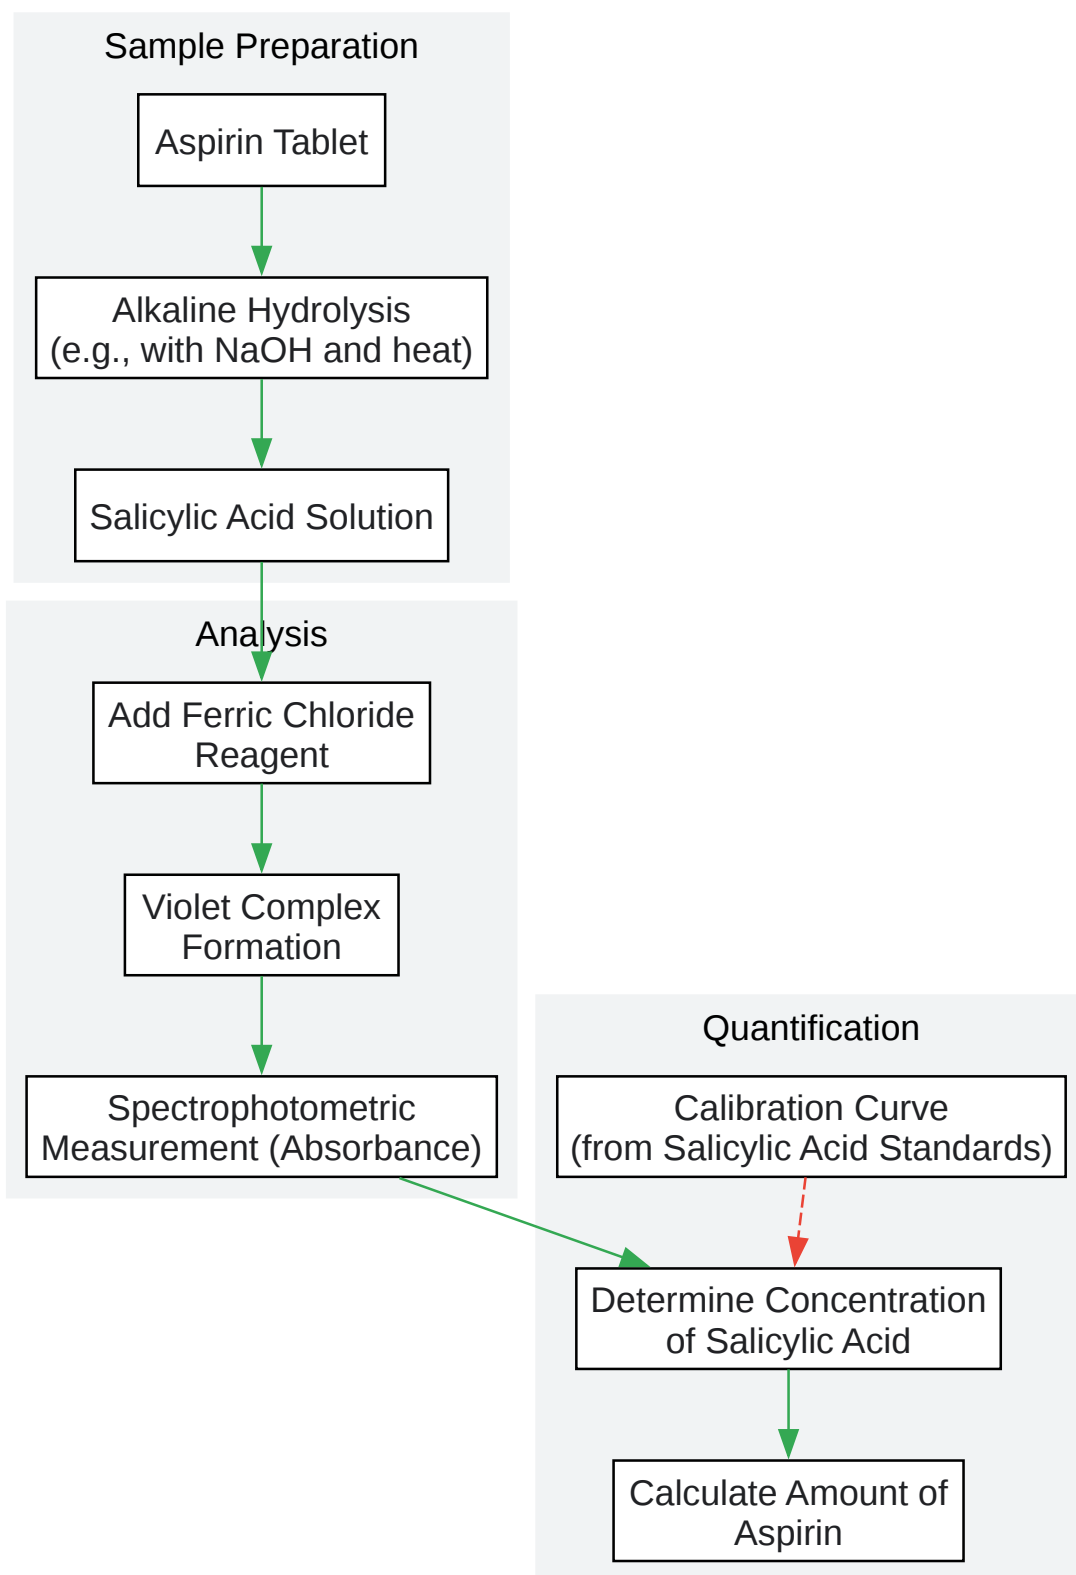 Sample Preparation
Aspirin Tablet
Alkaline Hydrolysis
(e.g., with NaOH and heat)
Salicylic Acid Solution
Analysis
Add Ferric Chloride
Reagent
Violet Complex
Formation
Spectrophotometric
Measurement (Absorbance)
Quantification
Calibration Curve
(from Salicylic Acid Standards)
Determine Concentration
of Salicylic Acid
Calculate Amount of
Aspirin